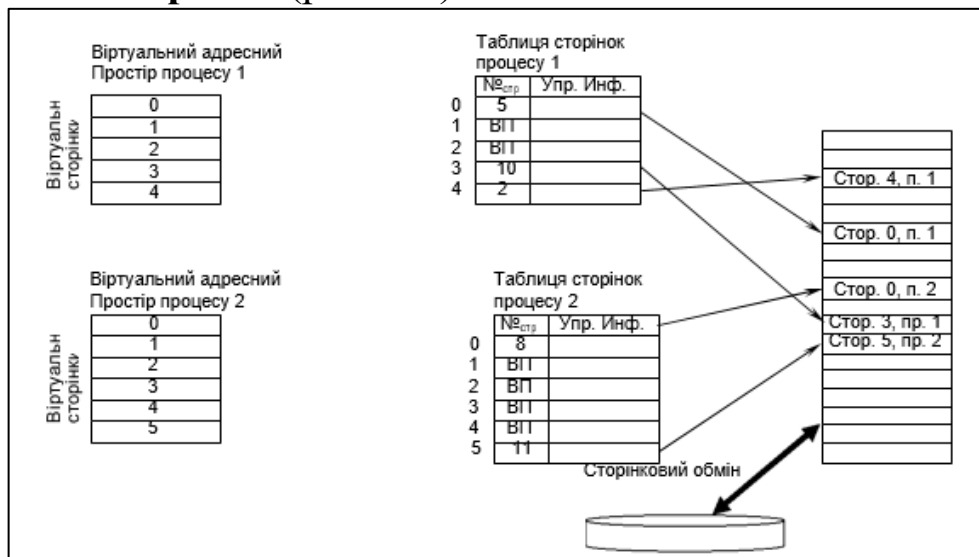 Віртуальний адресний
Простір процесу 1
Віртуальн
сторінки
0
1
2
3
4
Таблиця сторінок
процесу 1
№стр Упр. Инф.
0 5
1 ВП
2 ВП
3 10
4 2
Стор. 4, п. 1
Стор. 0, п. 1
Стор. 0, п. 2
Стор. 3, пр. 1
Стор. 5, пр. 2
Віртуальний адресний
Простір процесу 2
Віртуальн
сторінки
0
1
2
3
4
5
Таблиця сторінок
процесу 2
№стр Упр. Инф.
0 8
1 ВП
2 ВП
3 ВП
4 ВП
5 11
Сторінковий обмін